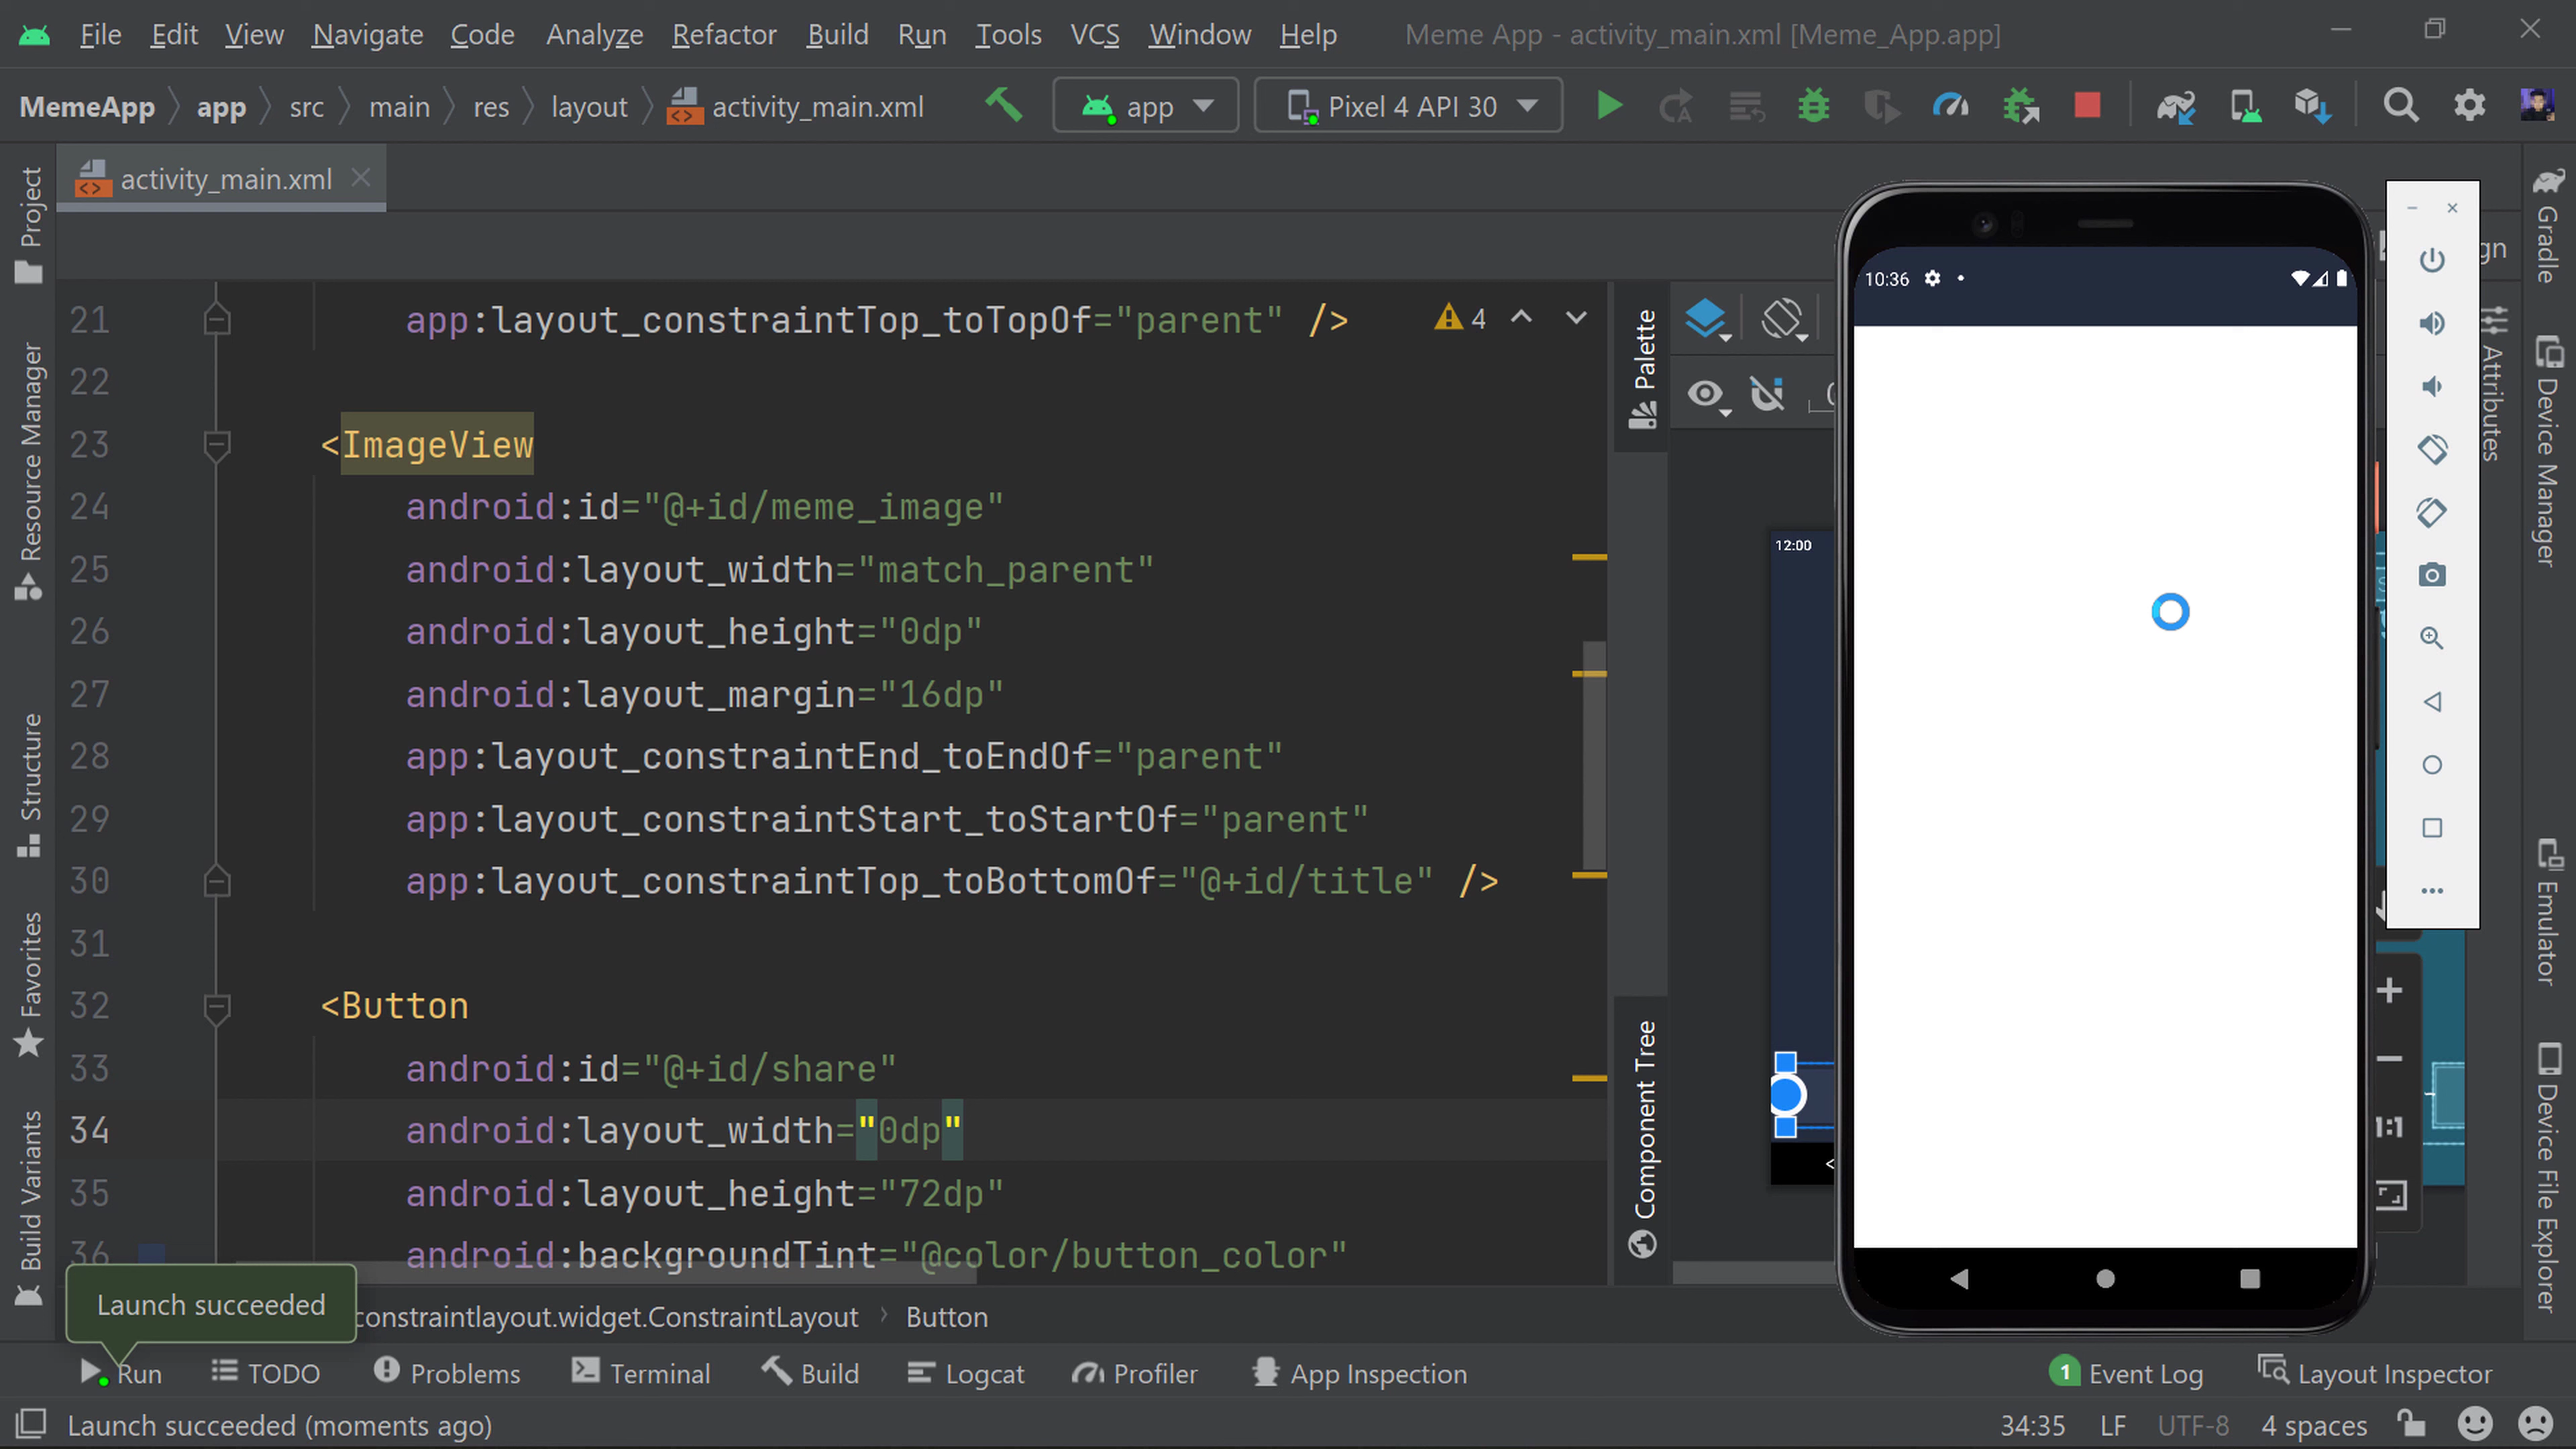 File Edit View Navigate Code Analyze Refactor Build Run Tools VCS Window Help Meme App - activity_main.xml [Meme_App.app]
MemeApp app src main res layout activity_main.xml app Pixel 4 API 30
activity_main.xml
Project
Resource Manager
Structure
Favorites
Build Variants
21 app:layout_constraintTop_toTopOf="parent" /> 4
22
23 <ImageView
24 android:id="@+id/meme_image"
25 android:layout_width="match_parent"
26 android:layout_height="0dp"
27 android:layout_margin="16dp"
28 app:layout_constraintEnd_toEndOf="parent"
29 app:layout_constraintStart_toStartOf="parent"
30 app:layout_constraintTop_toBottomOf="@+id/title" />
31
32 <Button
33 android:id="@+id/share"
34 android:layout_width="0dp"
35 android:layout_height="72dp"
36 android:backgroundTint="@color/button_color"
Palette
Component Tree
12:00
10:36
1:1
Attributes
Gradle
Device Manager
Emulator
Device File Explorer
Launch succeeded
constraintlayout.widget.ConstraintLayout Button
Run TODO Problems Terminal Build Logcat Profiler App Inspection 1 Event Log Layout Inspector
Launch succeeded (moments ago) 34:35 LF UTF-8 4 spaces